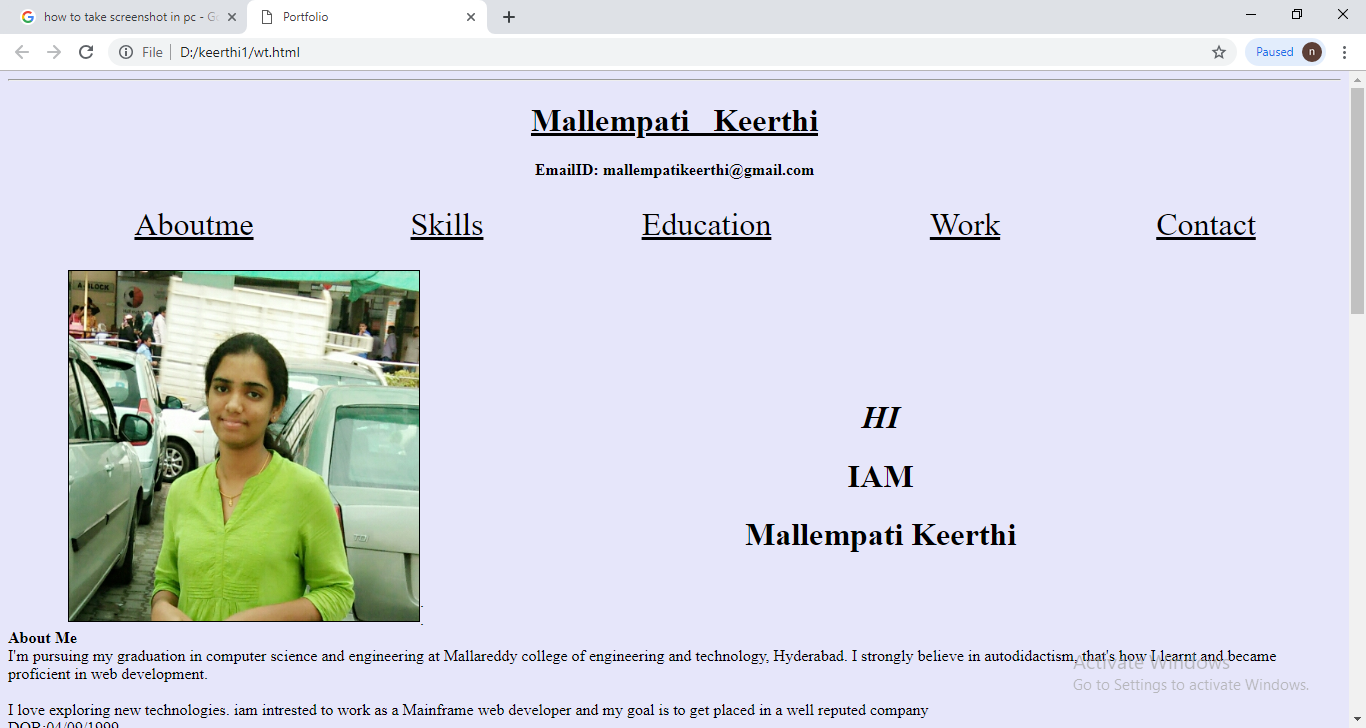 how to take screenshot in pc - G
Portfolio
File
D:/keerthi1/wt.html
Paused
n
Mallempati Keerthi
EmailID: mallempatikeerthi@gmail.com
Aboutme Skills Education Work Contact
A BLOCK
HI
IAM
Mallempati Keerthi
About Me
I'm pursuing my graduation in computer science and engineering at Mallareddy college of engineering and technology, Hyderabad. I strongly believe in autodidactism, that's how I learnt and became
proficient in web development.
Activate Windows
Go to Settings to activate Windows.
I love exploring new technologies. iam intrested to work as a Mainframe web developer and my goal is to get placed in a well reputed company
DOB:04/09/1999